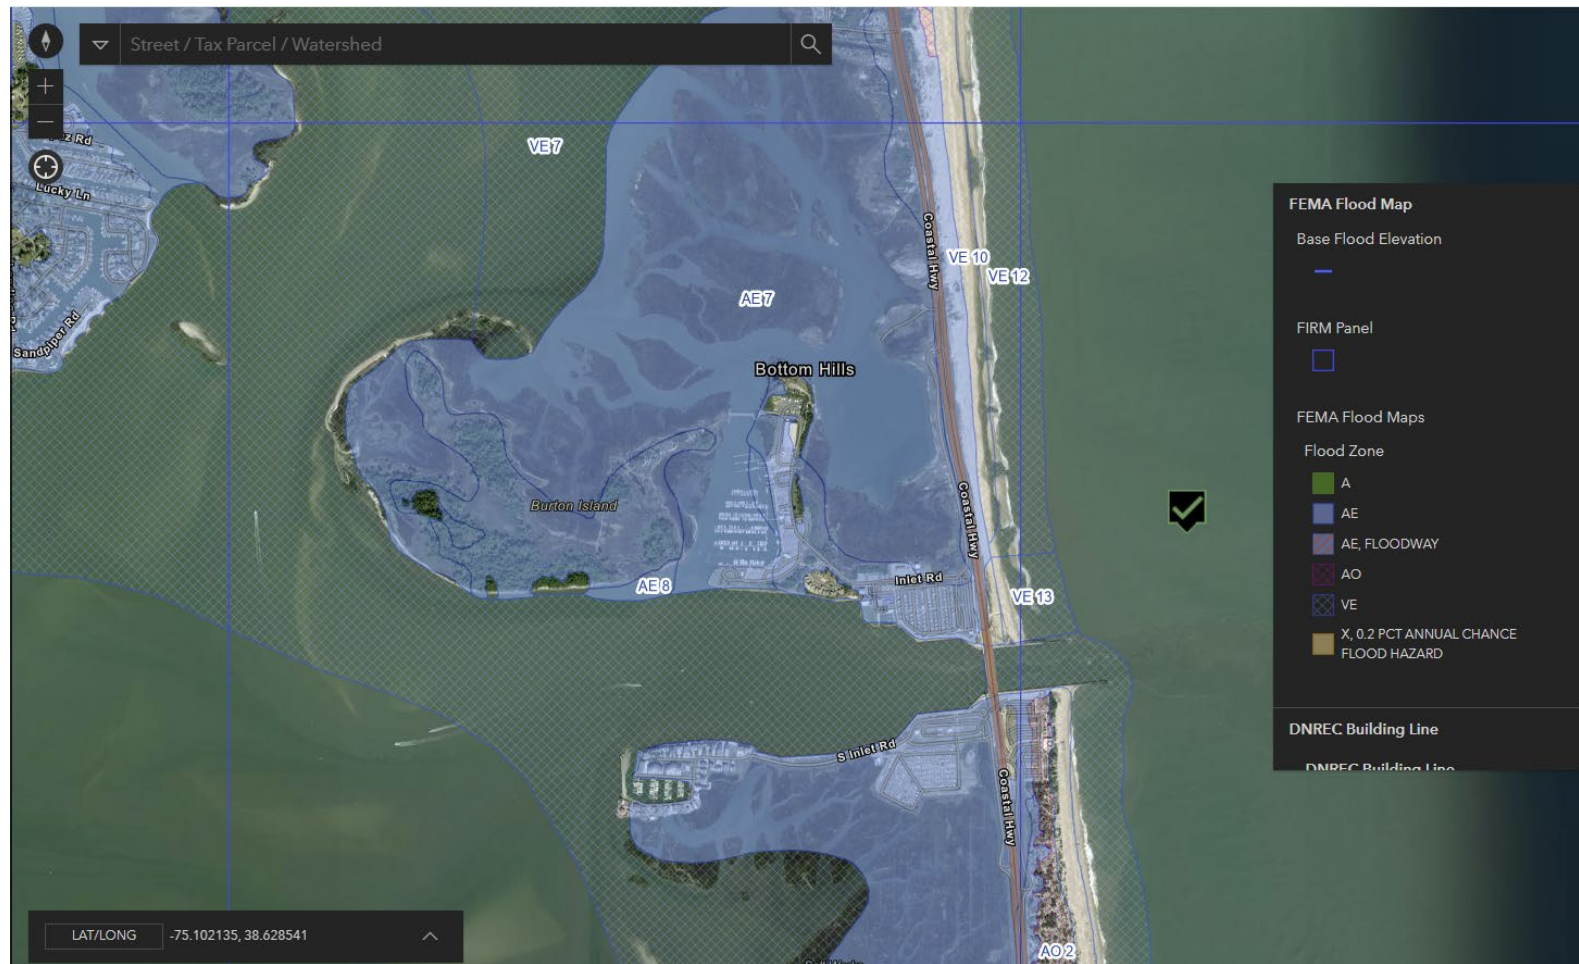 Street / Tax Parcel / Watershed
Lucky Ln
Sandpiper Rd
VE 7
Coastal Hwy
VE 10
VE 12
AE 7
Bottom Hills
Burton Island
Coastal Hwy
Inlet Rd
AE 8
VE 13
S Inlet Rd
Coastal Hwy
AO 2
FEMA Flood Map
Base Flood Elevation
FIRM Panel
FEMA Flood Maps
Flood Zone
A
AE
AE, FLOODWAY
AO
VE
X, 0.2 PCT ANNUAL CHANCE
FLOOD HAZARD
DNREC Building Line
DNREC Building Line
LAT/LONG
-75.102135, 38.628541